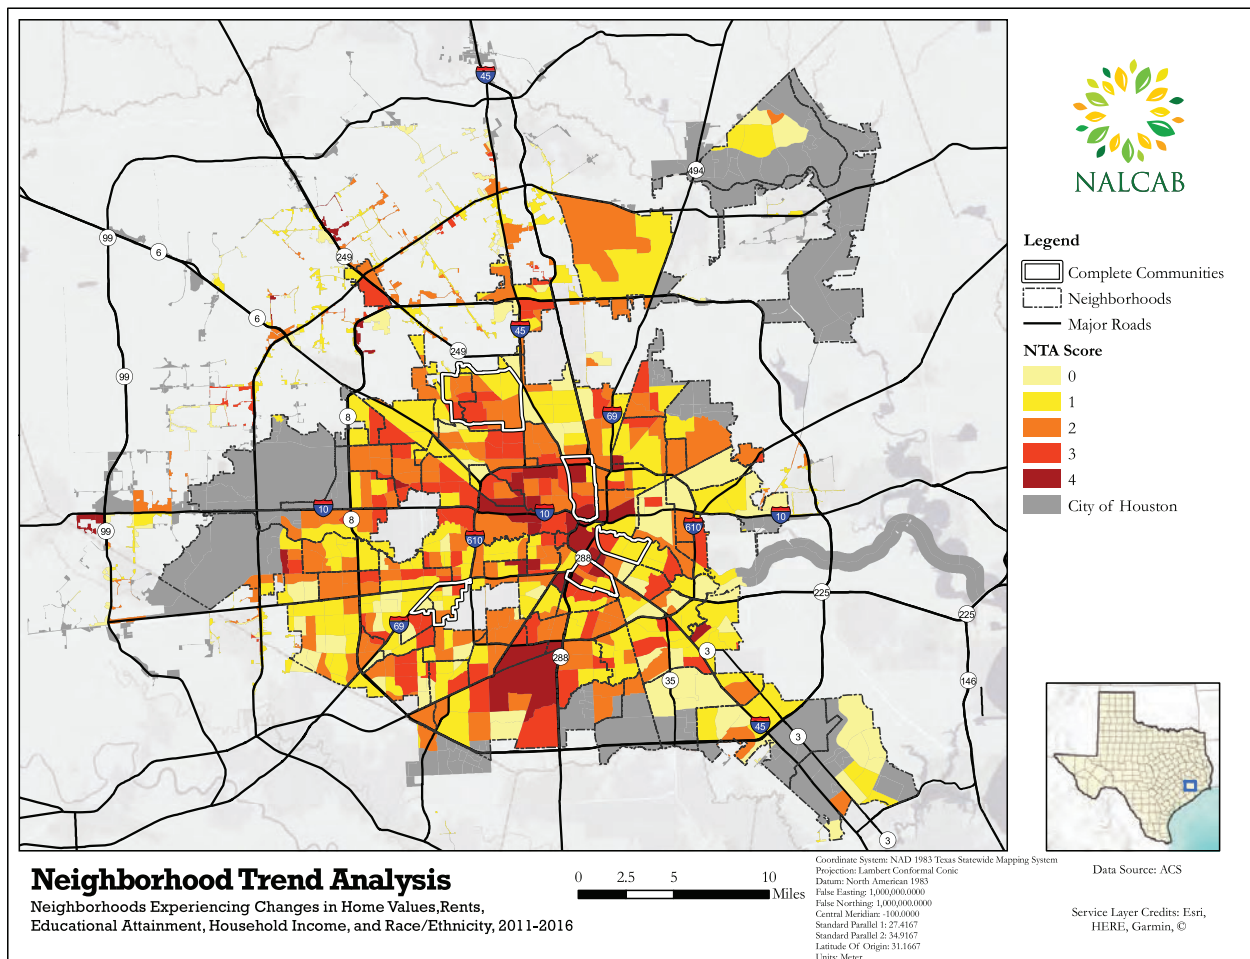 45
494
99
6
249
6
45
249
99
8
69
10
10
8
610
10
610
99
288
225
225
69
3
288
35
146
45
3
3
NALCAB
Legend
Complete Communities
Neighborhoods
Major Roads
NTA Score
0
1
2
3
4
City of Houston
Neighborhood Trend Analysis
Neighborhoods Experiencing Changes in Home Values,Rents,
Educational Attainment, Household Income, and Race/Ethnicity, 2011-2016
0 2.5 5 10
Miles
Coordinate System: NAD 1983 Texas Statewide Mapping System
Projection: Lambert Conformal Conic
Datum: North American 1983
False Easting: 1,000,000.0000
False Northing: 1,000,000.0000
Central Meridian: -100.0000
Standard Parallel 1: 27.4167
Standard Parallel 2: 34.9167
Latitude Of Origin: 31.1667
Units: Meter
Data Source: ACS
Service Layer Credits: Esri,
HERE, Garmin, ©